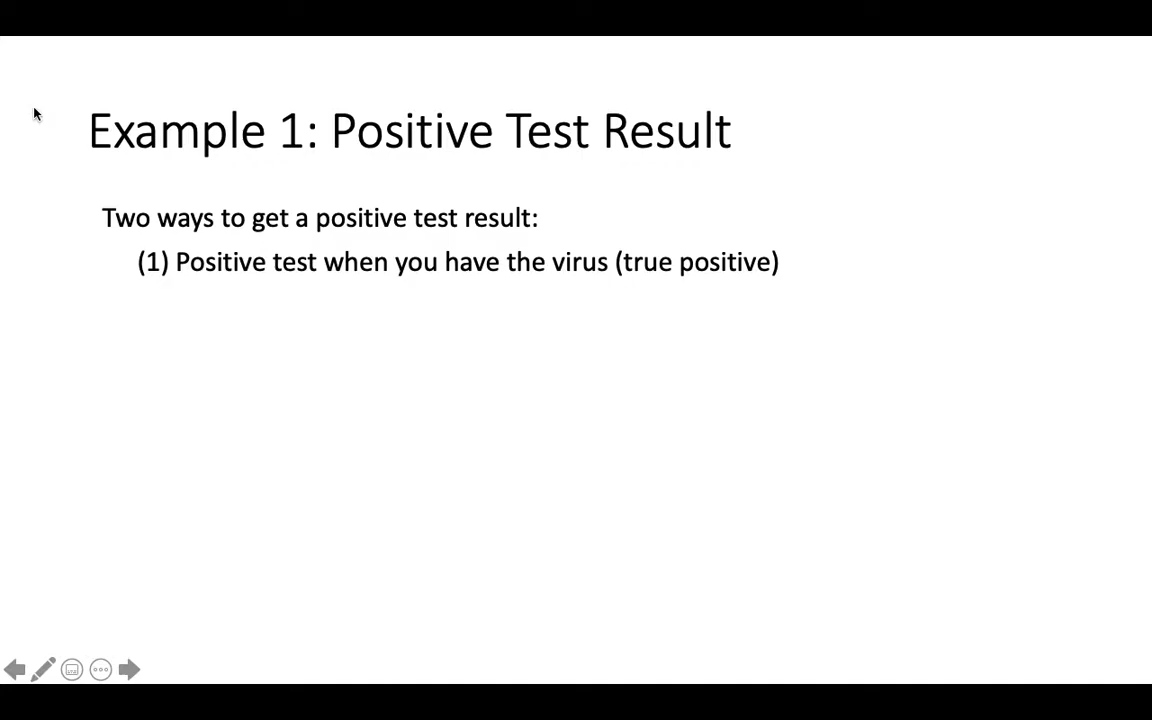 Example 1: Positive Test Result
Two ways to get a positive test result:
(1) Positive test when you have the virus (true positive)